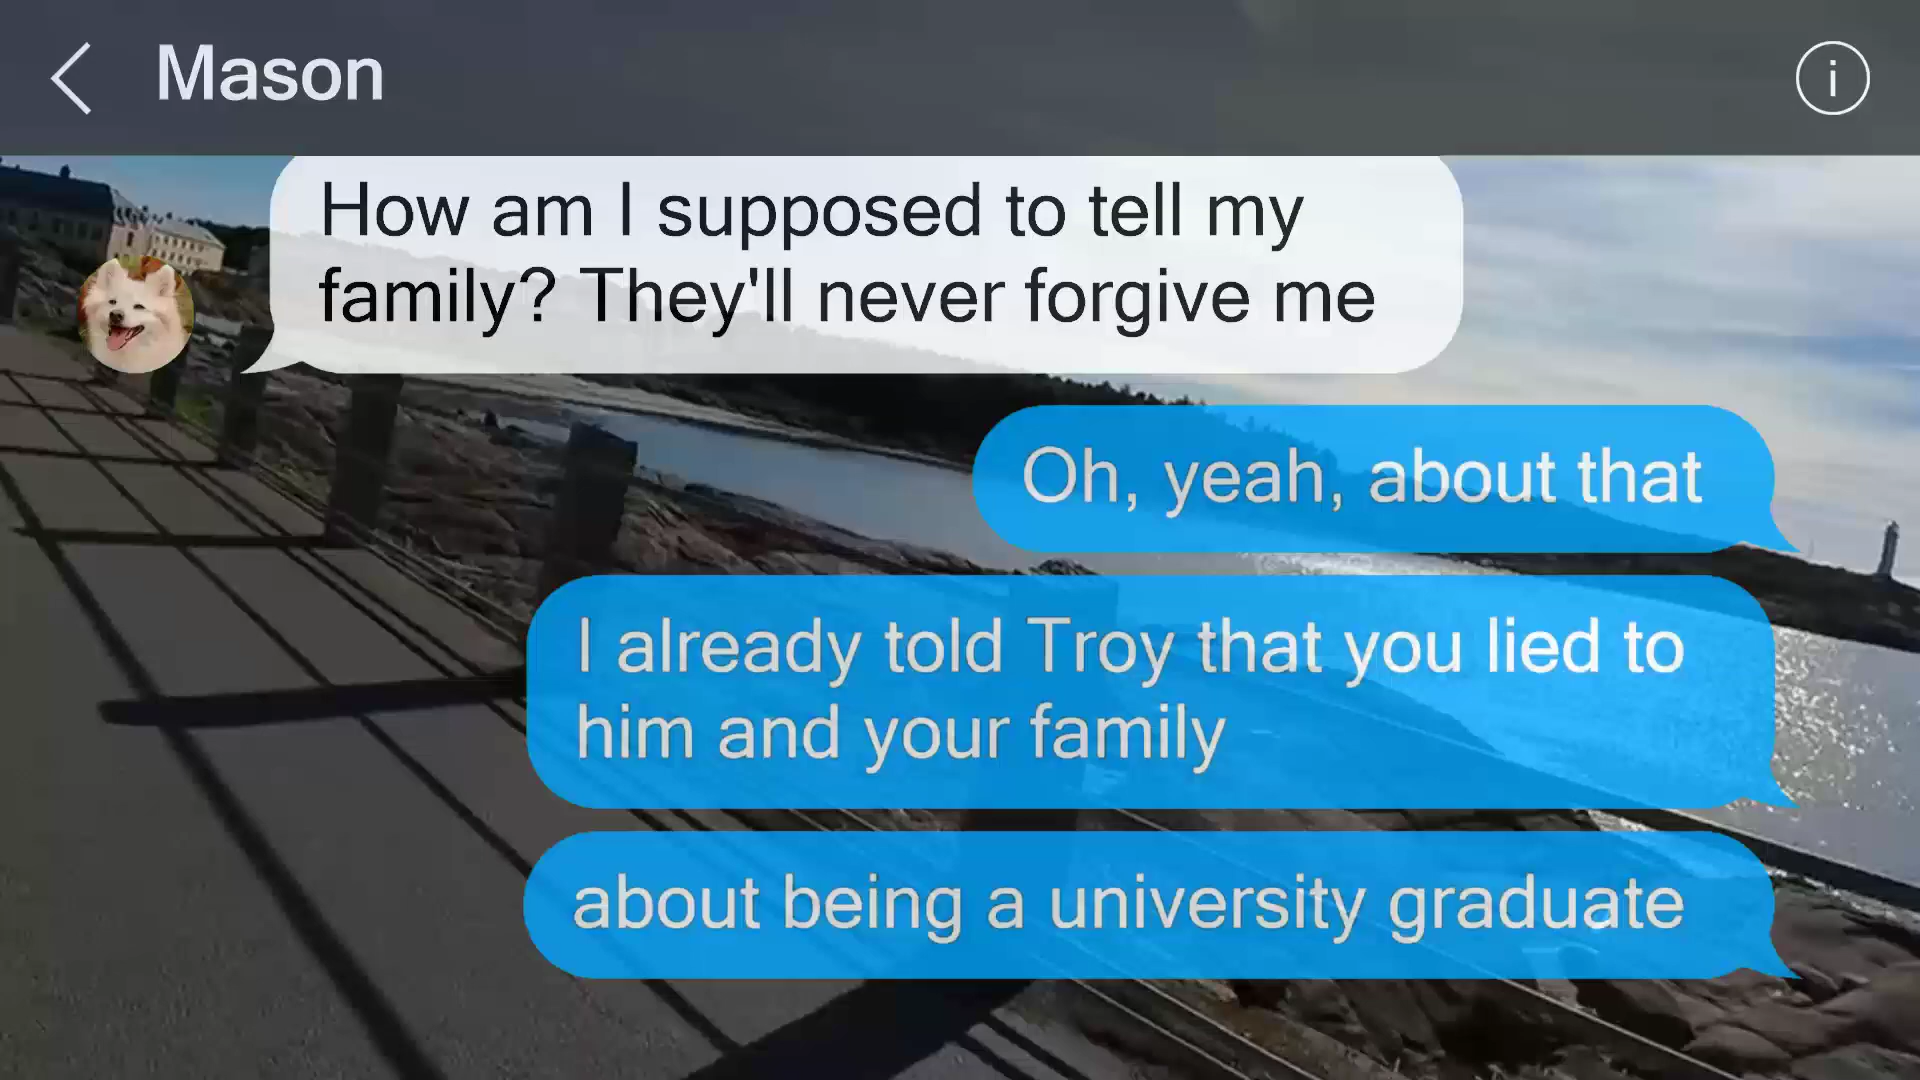 Mason
How am I supposed to tell my
family? They'll never forgive me
Oh, yeah, about that
I already told Troy that you lied to
him and your family
about being a university graduate